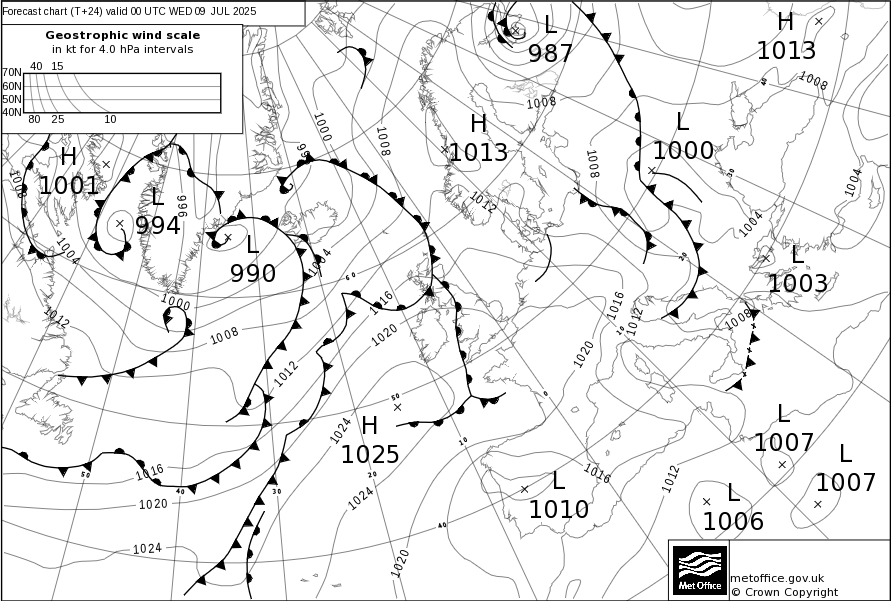 Forecast chart (T+24) valid 00 UTC WED 09 JUL 2025
Geostrophic wind scale
in kt for 4.0 hPa intervals
40 15
70N
60N
50N
40N
80 25 10
L
987
H
1013
1008
40
1008
1000
1008
H
1013
L
1000
1008
H
1001
1012
30
1004
L
994
996
1004
1004
L
990
1004
20
L
1003
60
1000
1016
1016
1012
1008
1012
1008
1020
10
1020
1012
50
0
H
1025
1024
L
1007
10
L
1007
1016
50
20
1016
1012
L
1010
40
30
1024
L
1006
1020
40
1024
1020
Met Office
metoffice.gov.uk
© Crown Copyright